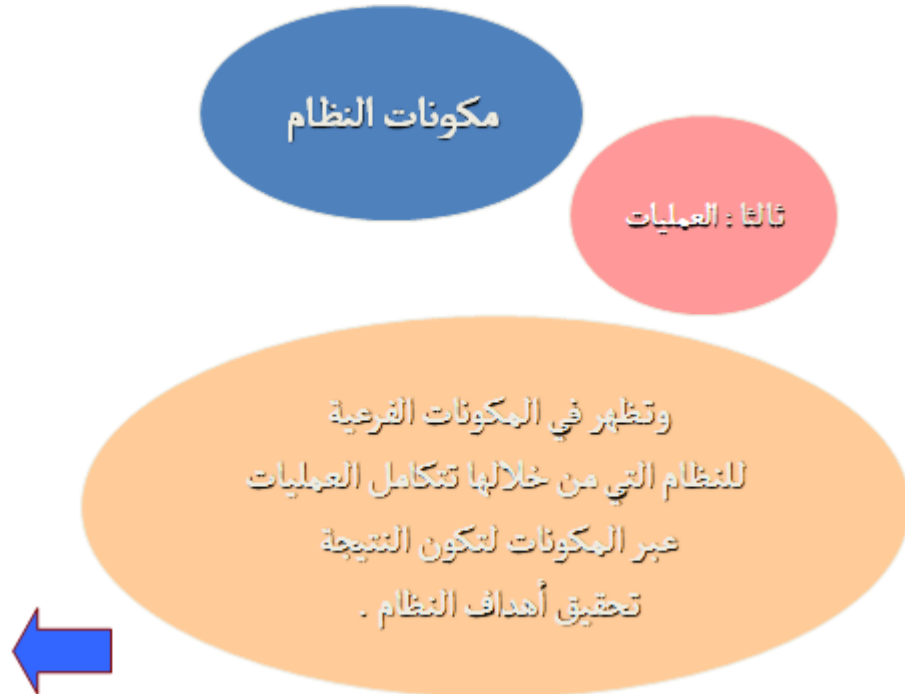 مكونات النظام
ثالثا : العمليات
وتظهر في المكونات الفرعية
للنظام التي من خلالها تتكامل العمليات
عبر المكونات لتكون النتيجة
تحقيق أهداف النظام .